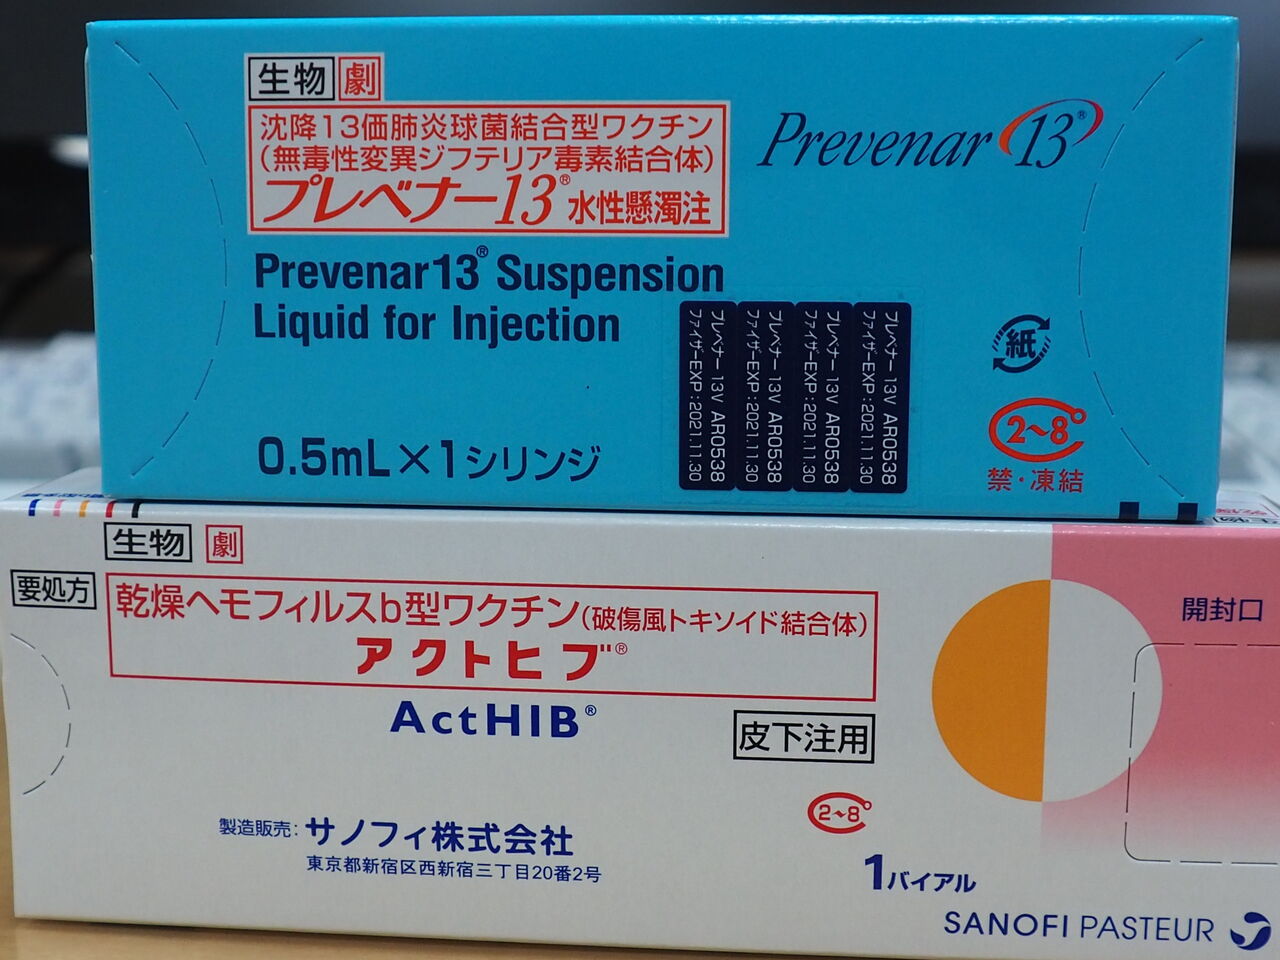 生物 劇
沈降13価肺炎球菌結合型ワクチン
(無毒性変異ジフテリア毒素結合体)
プレベナー13® 水性懸濁注
Prevenar 13®
Prevenar13® Suspension
Liquid for Injection
0.5mL×1シリンジ
プレベナー 13V AR0538
ファイザーEXP:2021.11.30
プレベナー 13V AR0538
ファイザーEXP:2021.11.30
プレベナー 13V AR0538
ファイザーEXP:2021.11.30
プレベナー 13V AR0538
ファイザーEXP:2021.11.30
紙
2~8°
禁・凍結
生物 劇
要処方
乾燥ヘモフィルスb型ワクチン(破傷風トキソイド結合体)
アクトヒブ®
ActHIB®
皮下注用
開封口
2~8°
製造販売: サノフィ株式会社
東京都新宿区西新宿三丁目20番2号
1バイアル
SANOFI PASTEUR